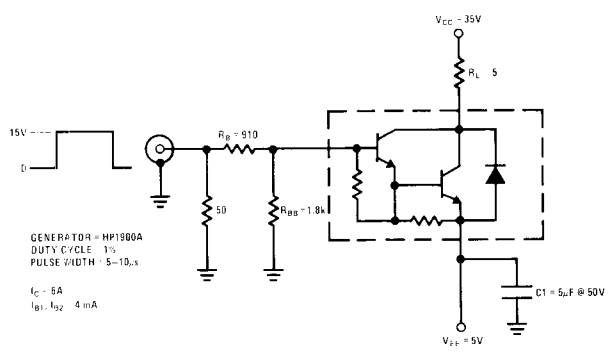 VCC = 35V
RL 5
15V
0
RB = 910
50
RBB = 1.8k
GENERATOR = HP1900A
DUTY CYCLE 1%
PULSE WIDTH = 5–10μs
IC = 6A
IB1, IB2 4 mA
C1 = 5μF @ 50V
VEE = 5V